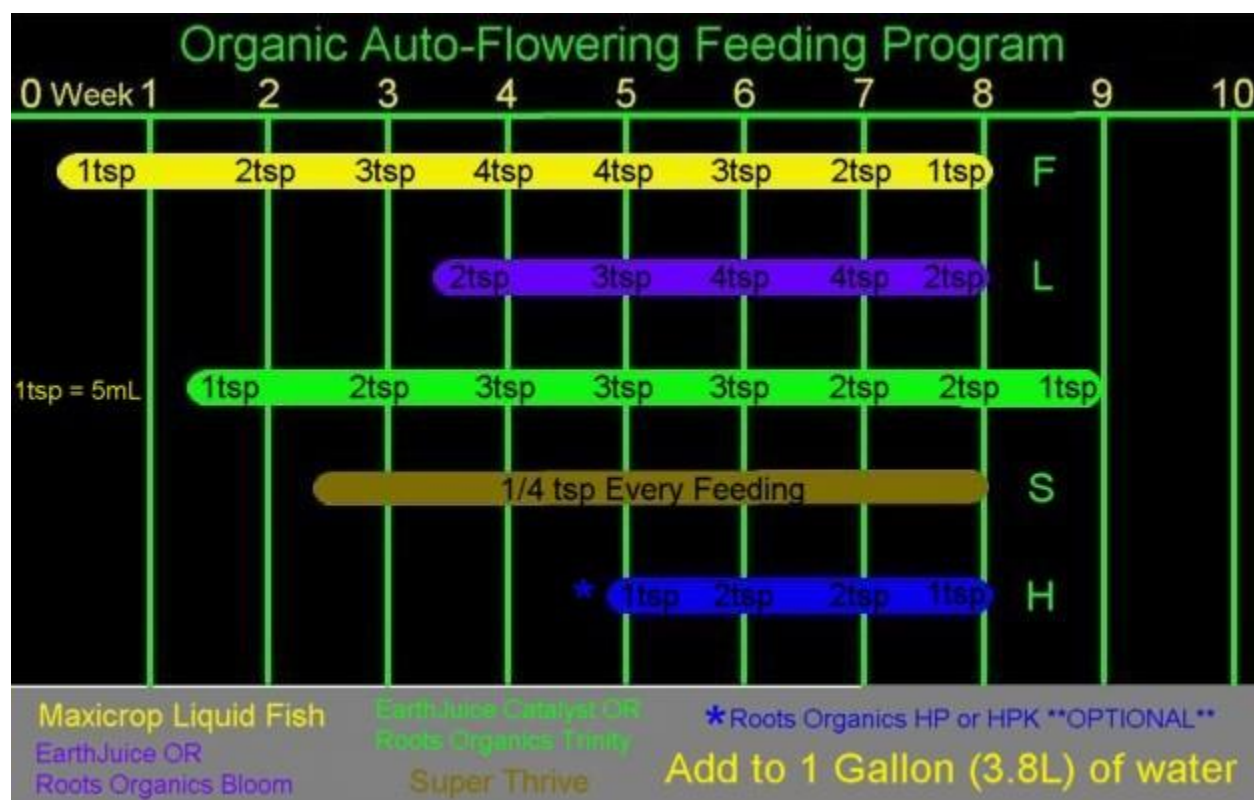 Organic Auto-Flowering Feeding Program
0 Week 1 2 3 4 5 6 7 8 9 10
1tsp 2tsp 3tsp 4tsp 4tsp 3tsp 2tsp 1tsp F
2tsp 3tsp 4tsp 4tsp 2tsp L
1tsp = 5mL 1tsp 2tsp 3tsp 3tsp 3tsp 2tsp 2tsp 1tsp
1/4 tsp Every Feeding S
* 1tsp 2tsp 2tsp 1tsp H
Maxicrop Liquid Fish
EarthJuice OR
Roots Organics Bloom
EarthJuice Catalyst OR
Roots Organics Trinity
Super Thrive
*Roots Organics HP or HPK **OPTIONAL**
Add to 1 Gallon (3.8L) of water